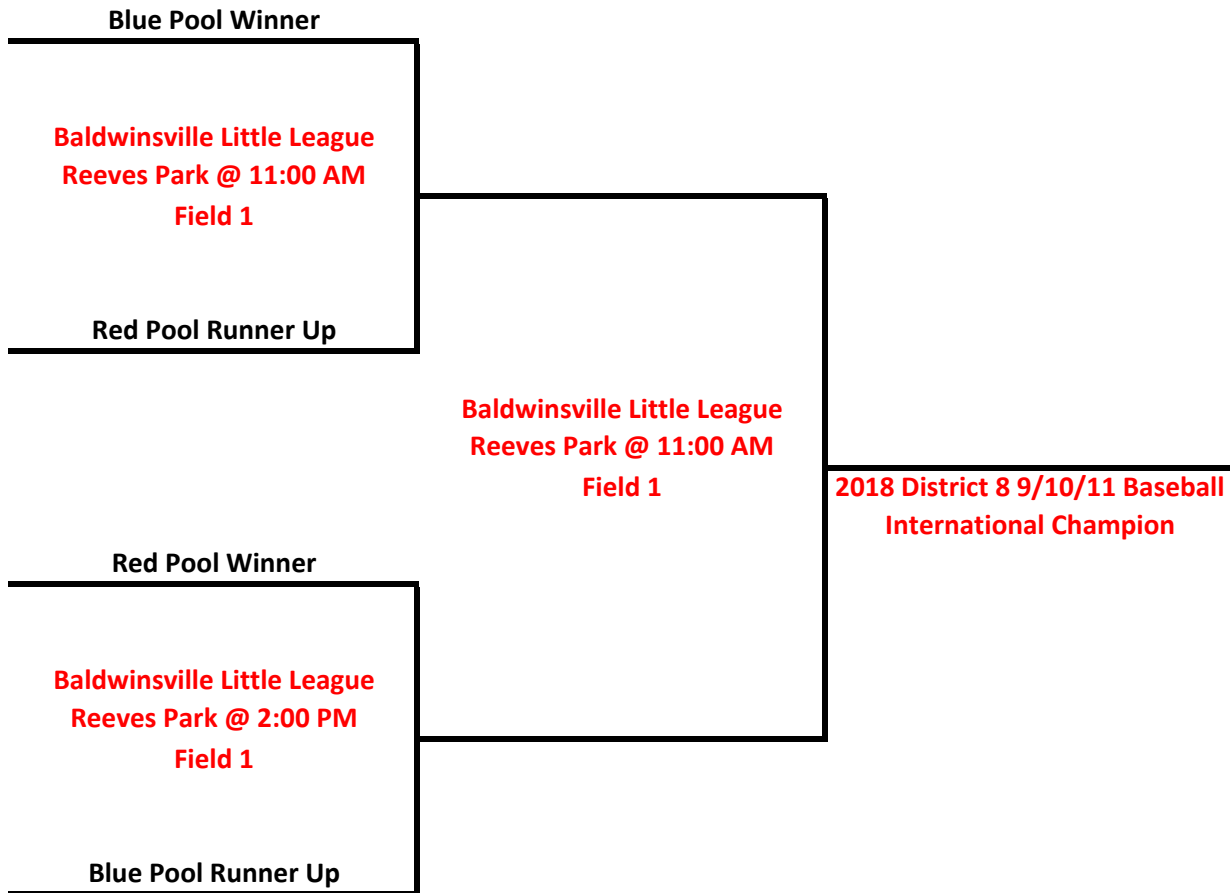 Blue Pool Winner
Baldwinsville Little League
Reeves Park @ 11:00 AM
Field 1
Red Pool Runner Up
Baldwinsville Little League
Reeves Park @ 11:00 AM
Field 1
2018 District 8 9/10/11 Baseball
International Champion
Red Pool Winner
Baldwinsville Little League
Reeves Park @ 2:00 PM
Field 1
Blue Pool Runner Up